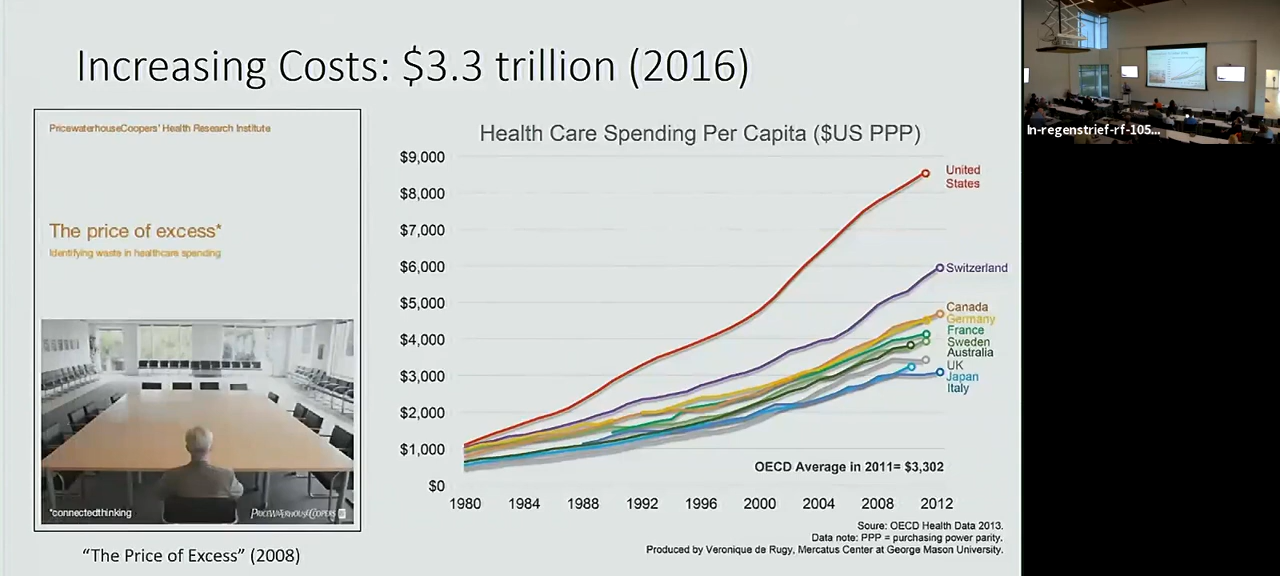 Increasing Costs: $3.3 trillion (2016)
PricewaterhouseCoopers' Health Research Institute
The price of excess*
Identifying waste in healthcare spending
*connectedthinking
PRICEWATERHOUSECOOPERS
"The Price of Excess" (2008)
Health Care Spending Per Capita ($US PPP)
$9,000
$8,000
$7,000
$6,000
$5,000
$4,000
$3,000
$2,000
$1,000
$0
1980 1984 1988 1992 1996 2000 2004 2008 2012
United
States
Switzerland
Canada
Germany
France
Sweden
Australia
UK
Japan
Italy
OECD Average in 2011= $3,302
Soure: OECD Health Data 2013.
Data note: PPP = purchasing power parity.
Produced by Veronique de Rugy, Mercatus Center at George Mason University.
In-regenstrief-rf-105...